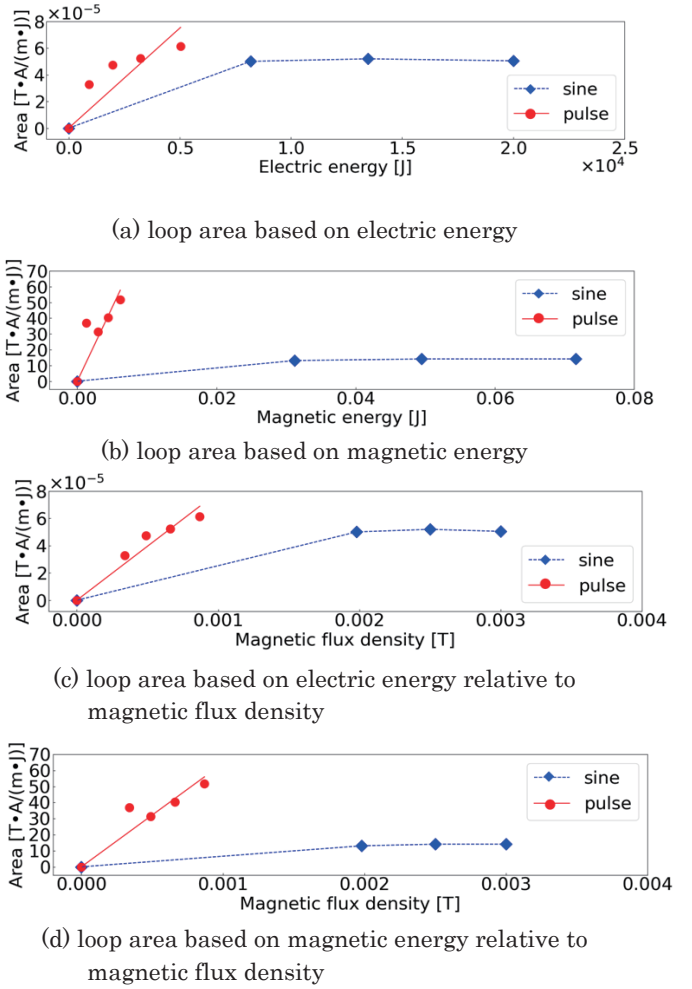 ×10⁻⁵
Area [T•A/(m•J)]
8
6
4
2
0
sine
pulse
0.0 0.5 1.0 1.5 2.0 2.5
Electric energy [J]
×10⁴
(a) loop area based on electric energy
Area [T•A/(m•J)]
70
60
50
40
30
20
10
0
sine
pulse
0.00 0.02 0.04 0.06 0.08
Magnetic energy [J]
(b) loop area based on magnetic energy
×10⁻⁵
Area [T•A/(m•J)]
8
6
4
2
0
sine
pulse
0.000 0.001 0.002 0.003 0.004
Magnetic flux density [T]
(c) loop area based on electric energy relative to
magnetic flux density
Area [T•A/(m•J)]
70
60
50
40
30
20
10
0
sine
pulse
0.000 0.001 0.002 0.003 0.004
Magnetic flux density [T]
(d) loop area based on magnetic energy relative to
magnetic flux density